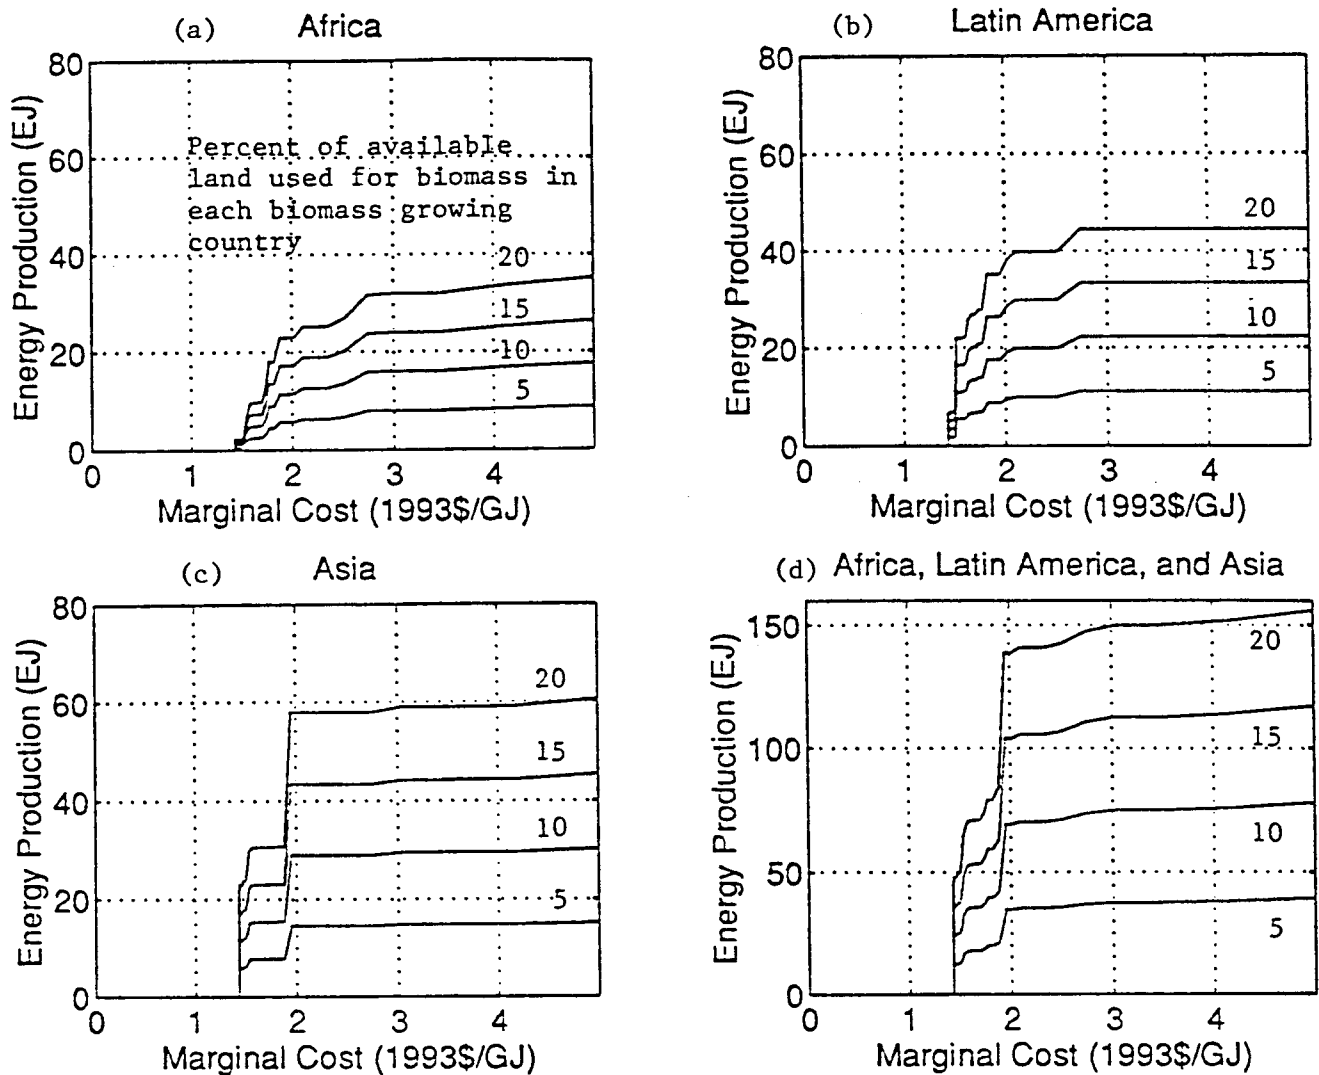 (a) Africa
Energy Production (EJ)
80
60
40
20
0
Percent of available
land used for biomass in
each biomass growing
country
20
15
10
5
0 1 2 3 4
Marginal Cost (1993$/GJ)
(b) Latin America
Energy Production (EJ)
80
60
40
20
0
20
15
10
5
0 1 2 3 4
Marginal Cost (1993$/GJ)
(c) Asia
Energy Production (EJ)
80
60
40
20
0
20
15
10
5
0 1 2 3 4
Marginal Cost (1993$/GJ)
(d) Africa, Latin America, and Asia
Energy Production (EJ)
150
100
50
0
20
15
10
5
0 1 2 3 4
Marginal Cost (1993$/GJ)